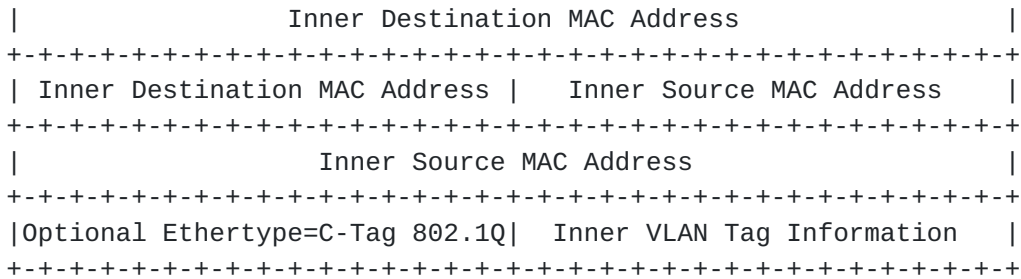 |                 Inner Destination MAC Address                 |
+-+-+-+-+-+-+-+-+-+-+-+-+-+-+-+-+-+-+-+-+-+-+-+-+-+-+-+-+-+-+-+-+
| Inner Destination MAC Address |   Inner Source MAC Address    |
+-+-+-+-+-+-+-+-+-+-+-+-+-+-+-+-+-+-+-+-+-+-+-+-+-+-+-+-+-+-+-+-+
|                   Inner Source MAC Address                    |
+-+-+-+-+-+-+-+-+-+-+-+-+-+-+-+-+-+-+-+-+-+-+-+-+-+-+-+-+-+-+-+-+
|Optional Ethertype=C-Tag 802.1Q|  Inner VLAN Tag Information   |
+-+-+-+-+-+-+-+-+-+-+-+-+-+-+-+-+-+-+-+-+-+-+-+-+-+-+-+-+-+-+-+-+